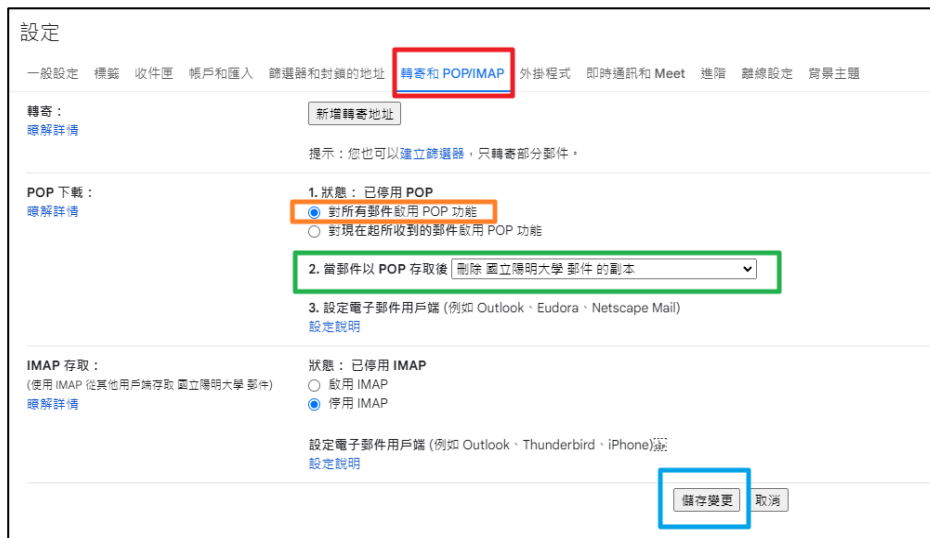 設定
一般設定 標籤 收件匣 帳戶和匯入 篩選器和封鎖的地址 轉寄和 POP/IMAP 外掛程式 即時通訊和 Meet 進階 離線設定 背景主題
轉寄：
瞭解詳情
新增轉寄地址
提示：您也可以建立篩選器，只轉寄部分郵件。
POP 下載：
瞭解詳情
1. 狀態： 已停用 POP
對所有郵件啟用 POP 功能
對現在起所收到的郵件啟用 POP 功能
2. 當郵件以 POP 存取後 刪除 國立陽明大學 郵件 的副本
3. 設定電子郵件用戶端 (例如 Outlook、Eudora、Netscape Mail)
設定說明
IMAP 存取：
(使用 IMAP 從其他用戶端存取 國立陽明大學 郵件)
瞭解詳情
狀態： 已停用 IMAP
啟用 IMAP
停用 IMAP
設定電子郵件用戶端 (例如 Outlook、Thunderbird、iPhone)
設定說明
儲存變更 取消